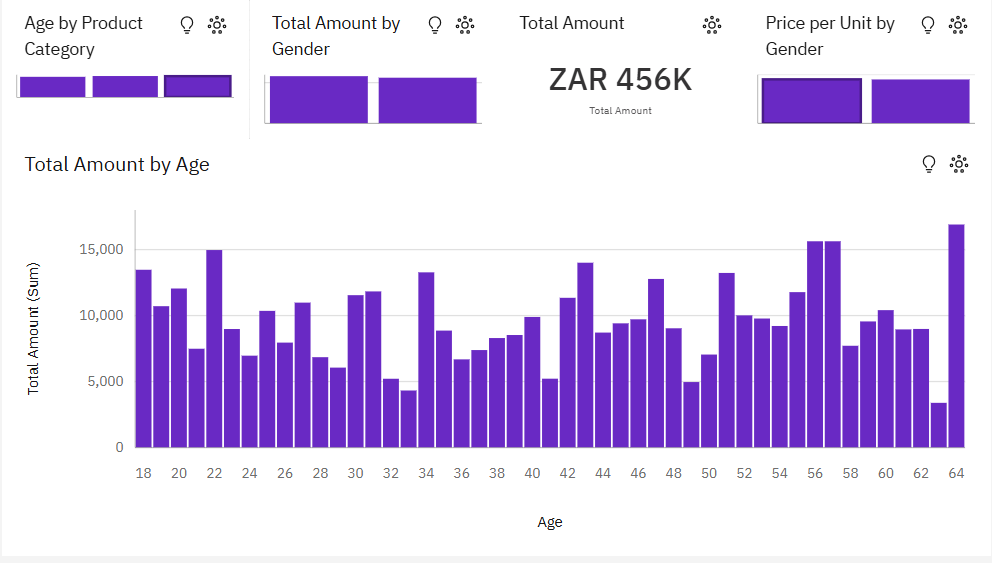 Age by Product
Category
Total Amount by
Gender
Total Amount
ZAR 456K
Total Amount
Price per Unit by
Gender
Total Amount by Age
Total Amount (Sum)
15,000
10,000
5,000
0
18 20 22 24 26 28 30 32 34 36 38 40 42 44 46 48 50 52 54 56 58 60 62 64
Age